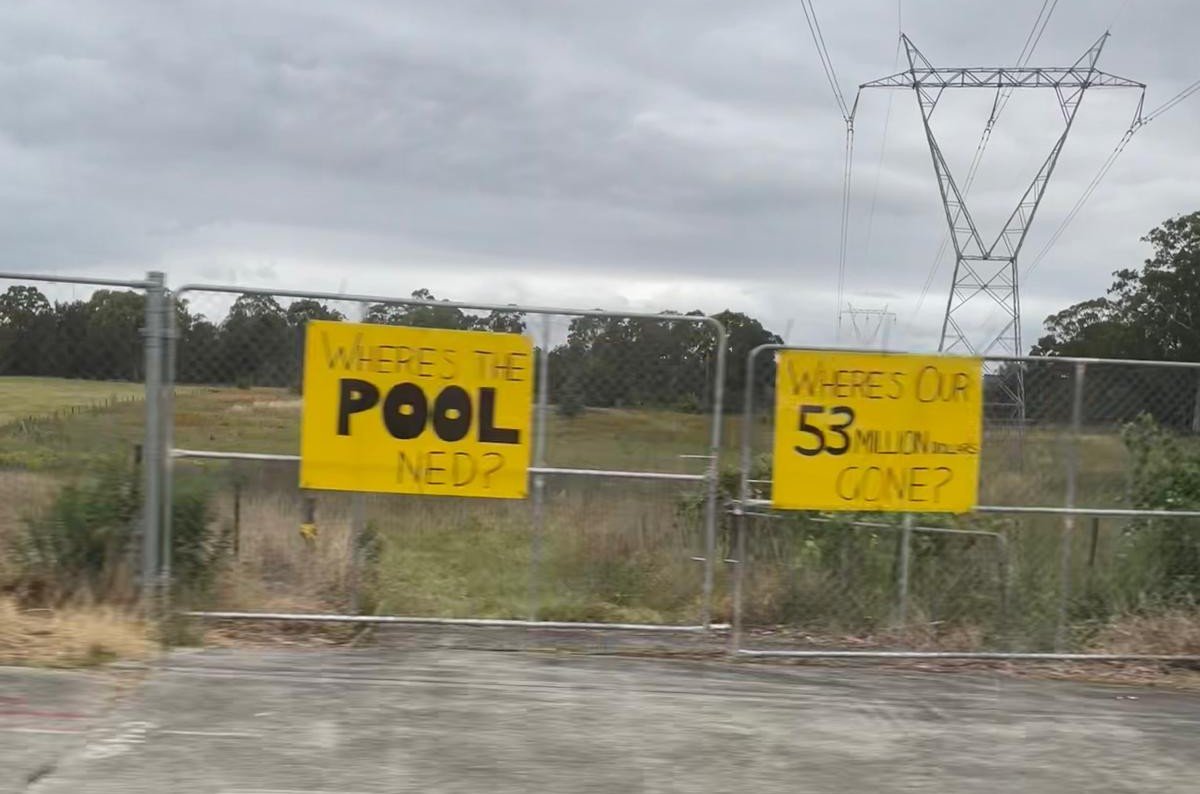 WHERE'S THE
POOL
NED?
WHERE'S OUR
53 MILLION DOLLARS
GONE?